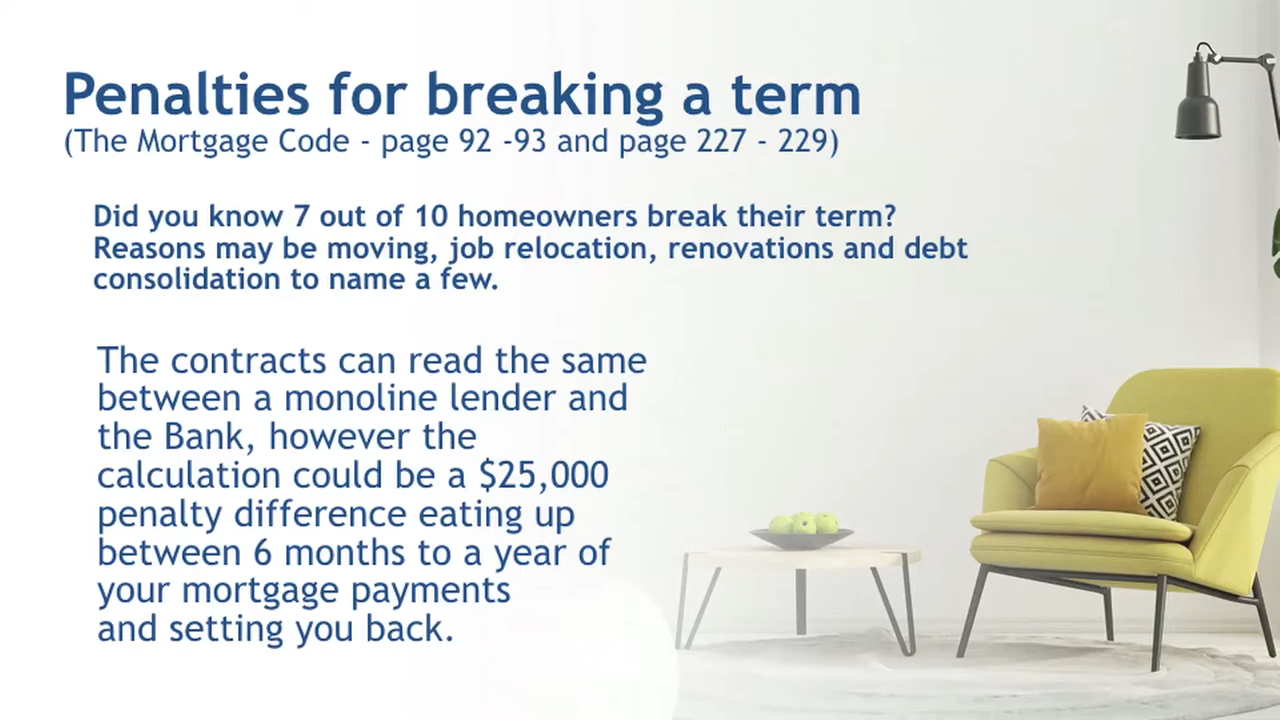 Penalties for breaking a term
(The Mortgage Code - page 92 -93 and page 227 - 229)
Did you know 7 out of 10 homeowners break their term?
Reasons may be moving, job relocation, renovations and debt
consolidation to name a few.
The contracts can read the same
between a monoline lender and
the Bank, however the
calculation could be a $25,000
penalty difference eating up
between 6 months to a year of
your mortgage payments
and setting you back.